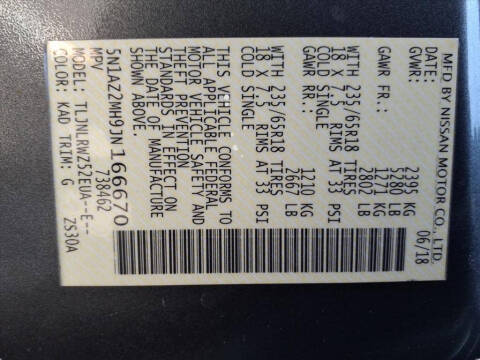 MFD BY NISSAN MOTOR CO., LTD.
DATE: 06/18
GVWR: 2395 KG
5280 LB
GAWR FR: 1271 KG
2802 LB
WITH 235/65R18 TIRES
18 X 7.5J RIMS AT 33 PSI
COLD SINGLE
GAWR RR: 1210 KG
2667 LB
WITH 235/65R18 TIRES
18 X 7.5J RIMS AT 33 PSI
COLD SINGLE
THIS VEHICLE CONFORMS TO
ALL APPLICABLE FEDERAL
MOTOR VEHICLE SAFETY AND
THEFT PREVENTION
STANDARDS IN EFFECT ON
THE DATE OF MANUFACTURE
SHOWN ABOVE.
5N1AZ2MH9JN166670
MPV 738462
MODEL: TLJNLRWZ52EUA--E--
COLOR: KAD TRIM: G ZS30A